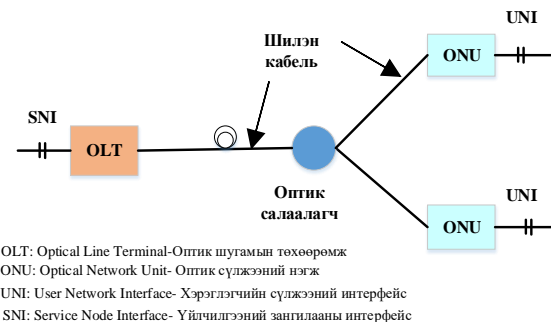 UNI
Шилэн
кабель
ONU
SNI
OLT
Оптик
салаалагч
UNI
ONU
OLT: Optical Line Terminal-Оптик шугамын төхөөрөмж
ONU: Optical Network Unit- Оптик сүлжээний нэгж
UNI: User Network Interface- Хэрэглэгчийн сүлжээний интерфейс
SNI: Service Node Interface- Үйлчилгээний зангилааны интерфейс